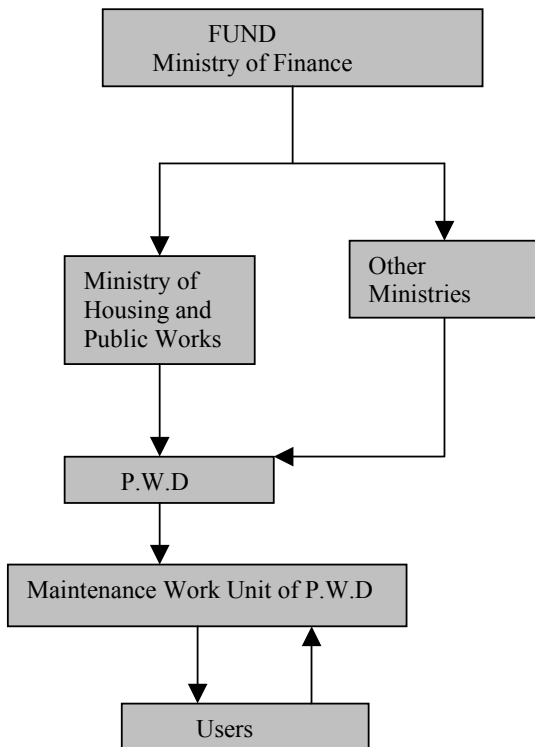 FUND
Ministry of Finance
Ministry of
Housing and
Public Works
Other
Ministries
P.W.D
Maintenance Work Unit of P.W.D
Users